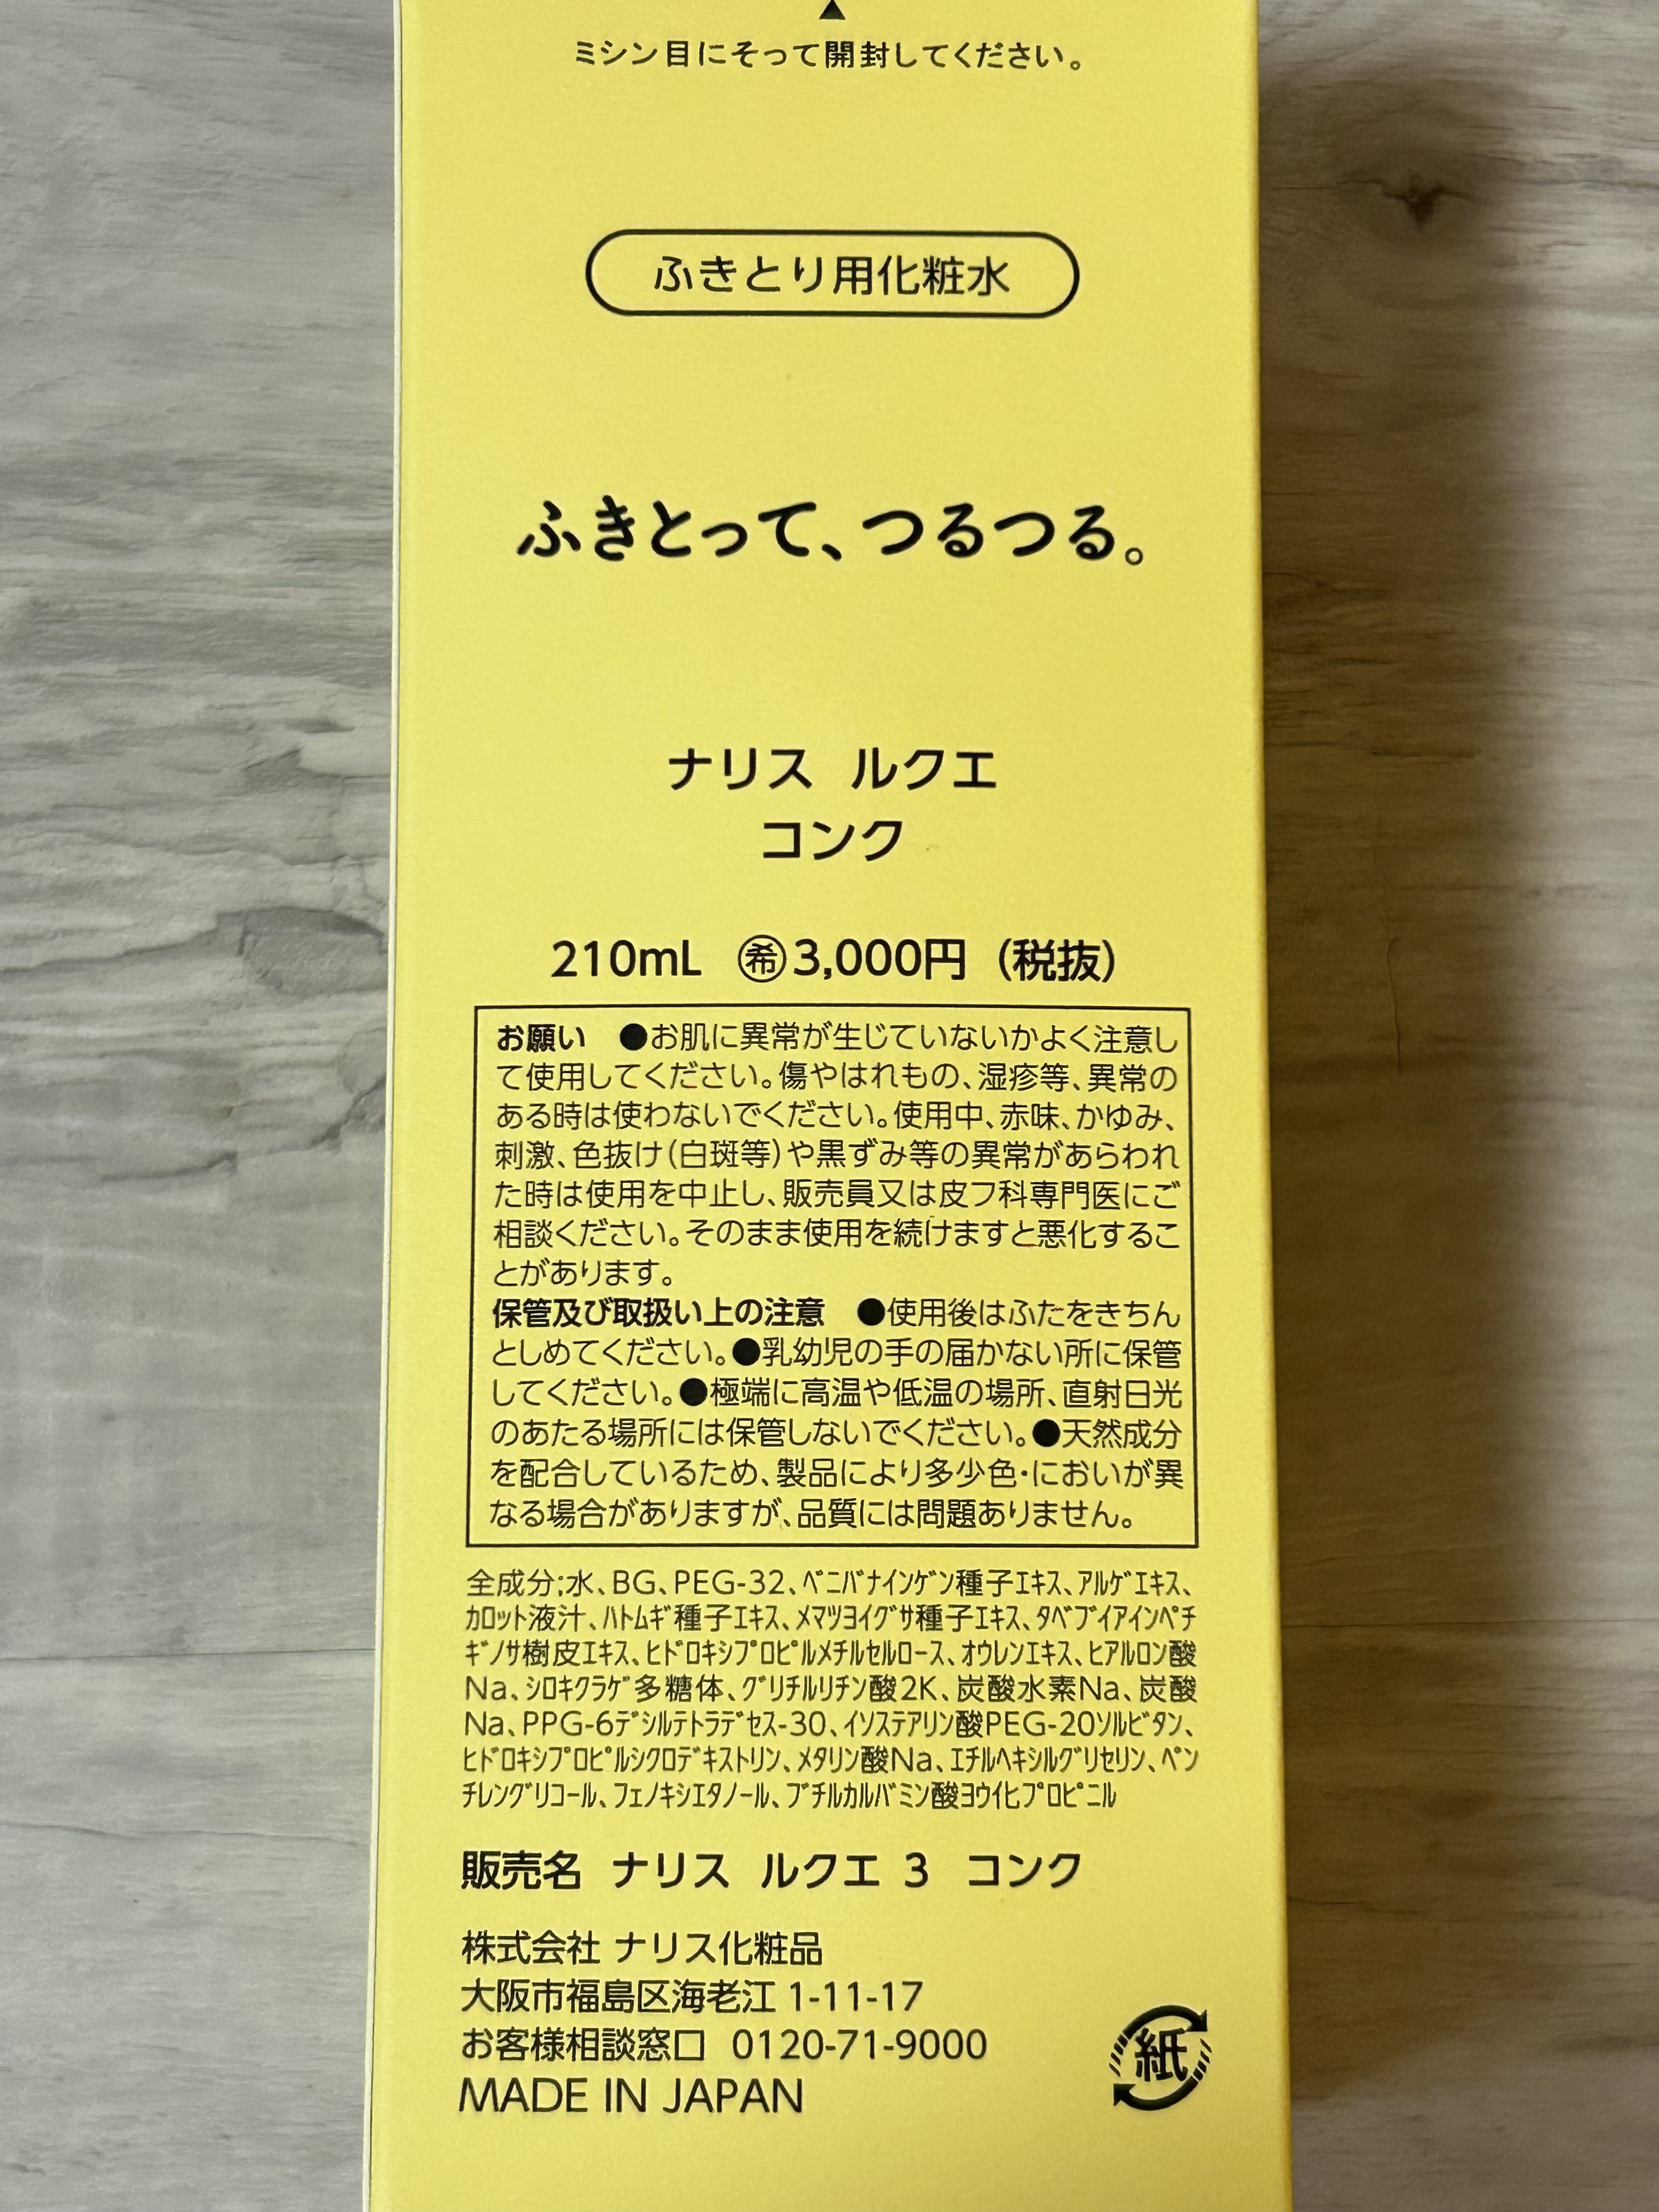 ミシン目にそって開封してください。
ふきとり用化粧水
ふきとって、つるつる。
ナリス ルクエ
コンク
210mL ㊒3,000円（税抜）
お願い ●お肌に異常が生じていないかよく注意し
て使用してください。傷やはれもの、湿疹等、異常の
ある時は使わないでください。使用中、赤味、かゆみ、
刺激、色抜け（白斑等）や黒ずみ等の異常があらわれ
た時は使用を中止し、販売員又は皮フ科専門医にご
相談ください。そのまま使用を続けますと悪化するこ
とがあります。
保管及び取扱い上の注意 ●使用後はふたをきちん
としめてください。●乳幼児の手の届かない所に保管
してください。●極端に高温や低温の場所、直射日光
のあたる場所には保管しないでください。●天然成分
を配合しているため、製品により多少色・においが異
なる場合がありますが、品質には問題ありません。
全成分;水、BG、PEG-32、ﾍﾞﾆﾊﾞﾅｲﾝｹﾞﾝ種子ｴｷｽ、ｱﾙｹﾞｴｷｽ、
ｶﾛｯﾄ液汁、ﾊﾄﾑｷﾞ種子ｴｷｽ、ﾒﾏﾂﾖｲｸﾞｻ種子ｴｷｽ、ﾀﾍﾞﾌﾞｲｱｲﾝﾍﾟﾁ
ｷﾞﾉｻ樹皮ｴｷｽ、ﾋﾄﾞﾛｷｼﾌﾟﾛﾋﾟﾙﾒﾁﾙｾﾙﾛｰｽ、ｵｳﾚﾝｴｷｽ、ﾋｱﾙﾛﾝ酸
Na、ｼﾛｷｸﾗｹﾞ多糖体、ｸﾞﾘﾁﾙﾘﾁﾝ酸2K、炭酸水素Na、炭酸
Na、PPG-6ﾃﾞｼﾙﾃﾄﾗﾃﾞｾｽ-30、ｲｿｽﾃｱﾘﾝ酸PEG-20ｿﾙﾋﾞﾀﾝ、
ﾋﾄﾞﾛｷｼﾌﾟﾛﾋﾟﾙｼｸﾛﾃﾞｷｽﾄﾘﾝ、ﾒﾀﾘﾝ酸Na、ｴﾁﾙﾍｷｼﾙｸﾞﾘｾﾘﾝ、ﾍﾟﾝ
ﾁﾚﾝｸﾞﾘｺｰﾙ、ﾌｪﾉｷｼｴﾀﾉｰﾙ、ﾌﾞﾁﾙｶﾙﾊﾞﾐﾝ酸ﾖｳ化ﾌﾟﾛﾋﾟﾆﾙ
販売名 ナリス ルクエ 3 コンク
株式会社 ナリス化粧品
大阪市福島区海老江 1-11-17
お客様相談窓口 0120-71-9000
MADE IN JAPAN
紙